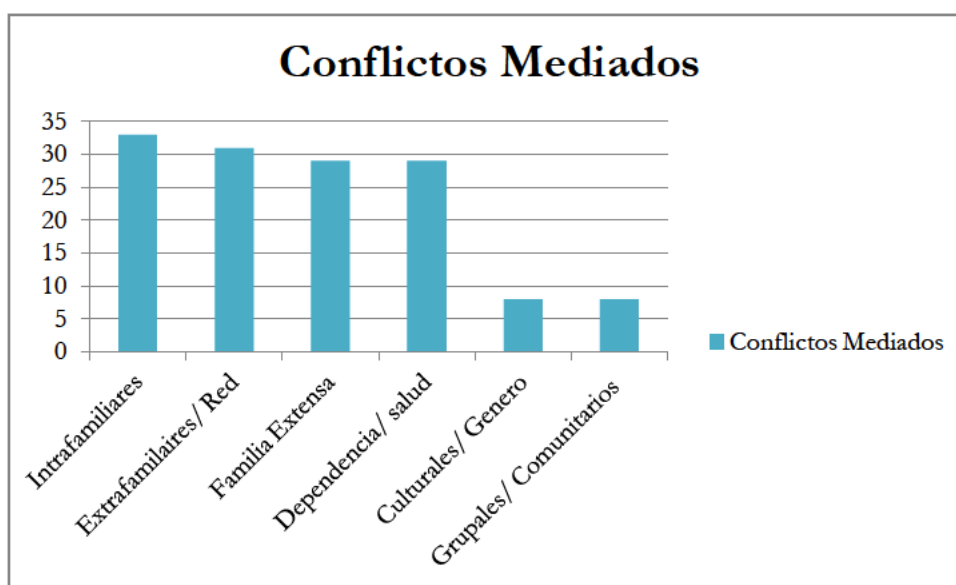 Conflictos Mediados
35
30
25
20
15
10
5
0
Intrafamiliares
Extrafamilaires/ Red
Familia Extensa
Dependencia/ salud
Culturales/ Genero
Grupales/ Comunitarios
Conflictos Mediados